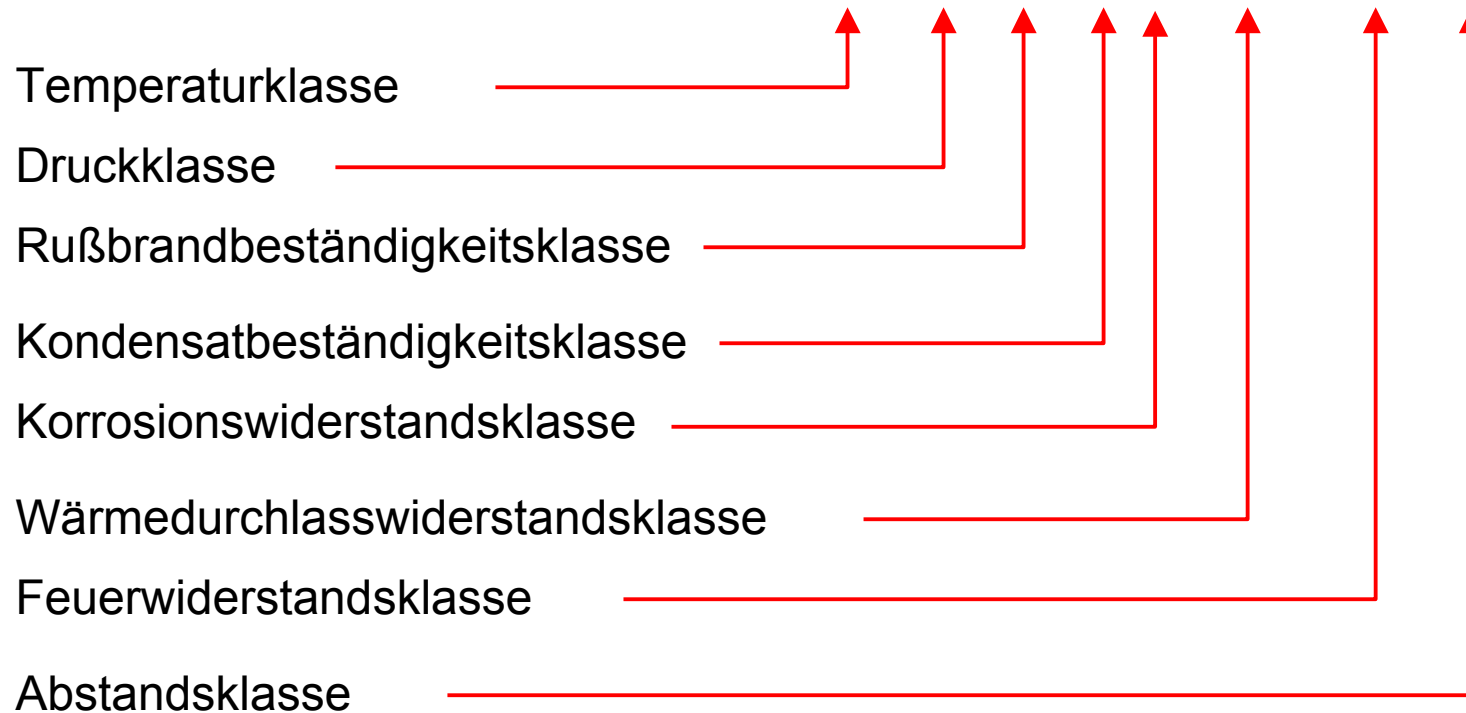 Temperaturklasse
Druckklasse
Rußbrandbeständigkeitsklasse
Kondensatbeständigkeitsklasse
Korrosionswiderstandsklasse
Wärmedurchlasswiderstandsklasse
Feuerwiderstandsklasse
Abstandsklasse